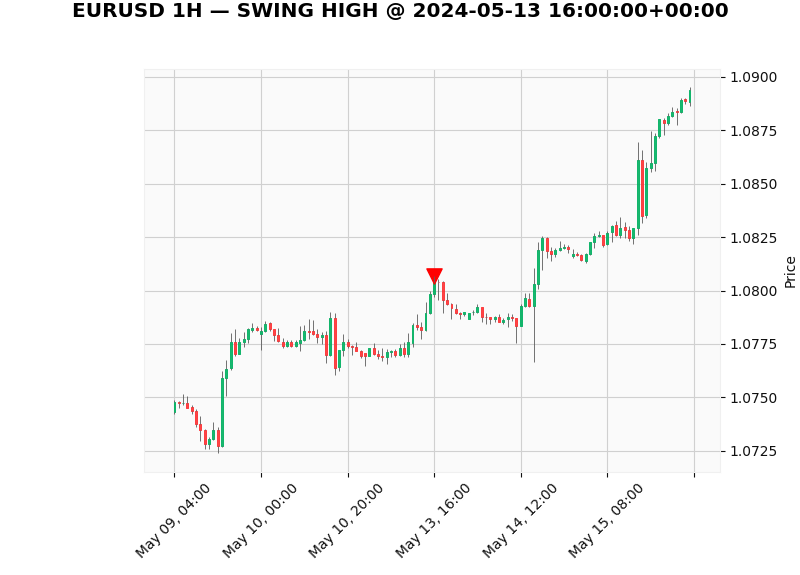 EURUSD 1H — SWING HIGH @ 2024-05-13 16:00:00+00:00
1.0900
1.0875
1.0850
1.0825
1.0800
1.0775
1.0750
1.0725
Price
May 09, 04:00
May 10, 00:00
May 10, 20:00
May 13, 16:00
May 14, 12:00
May 15, 08:00